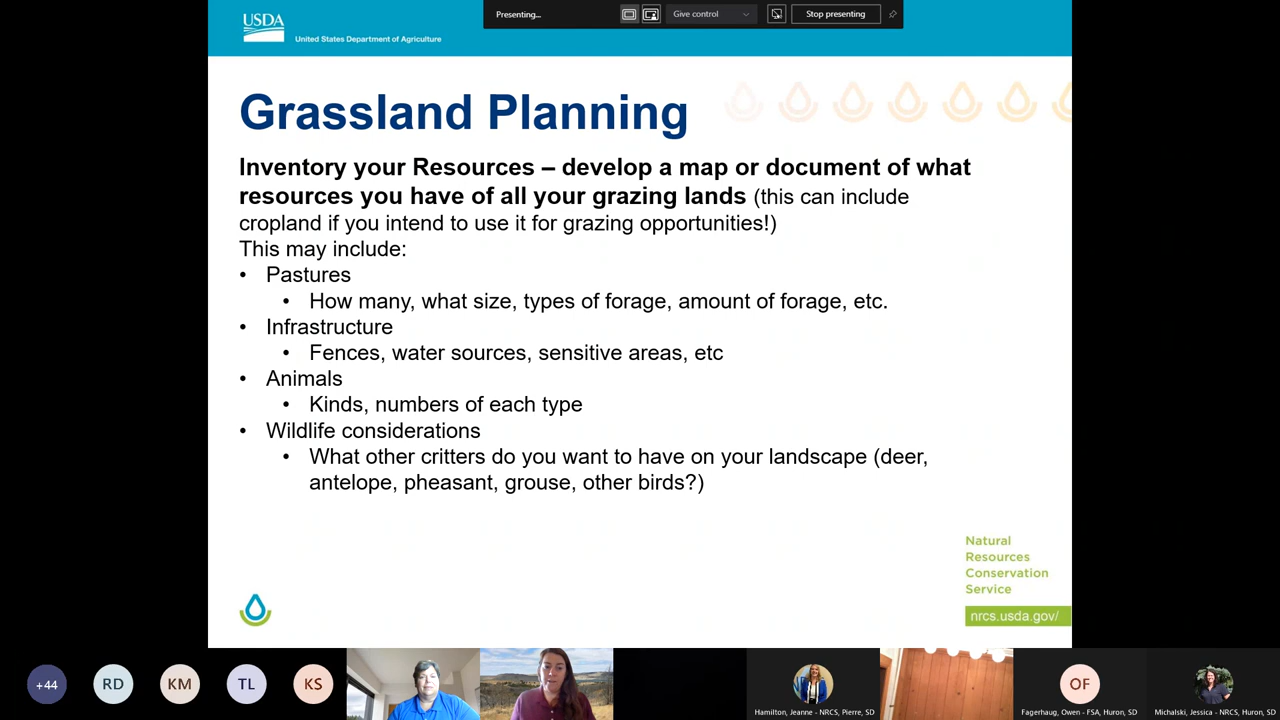 USDA
United States Department of Agriculture
Presenting...
Give control
Stop presenting
Grassland Planning
Inventory your Resources – develop a map or document of what
resources you have of all your grazing lands (this can include
cropland if you intend to use it for grazing opportunities!)
This may include:
• Pastures
• How many, what size, types of forage, amount of forage, etc.
• Infrastructure
• Fences, water sources, sensitive areas, etc
• Animals
• Kinds, numbers of each type
• Wildlife considerations
• What other critters do you want to have on your landscape (deer,
antelope, pheasant, grouse, other birds?)
Natural
Resources
Conservation
Service
nrcs.usda.gov/
+44
RD
KM
TL
KS
OF
Hamilton, Jeanne - NRCS, Pierre, SD
Fagerhaug, Owen - FSA, Huron, SD
Michalski, Jessica - NRCS, Huron, SD